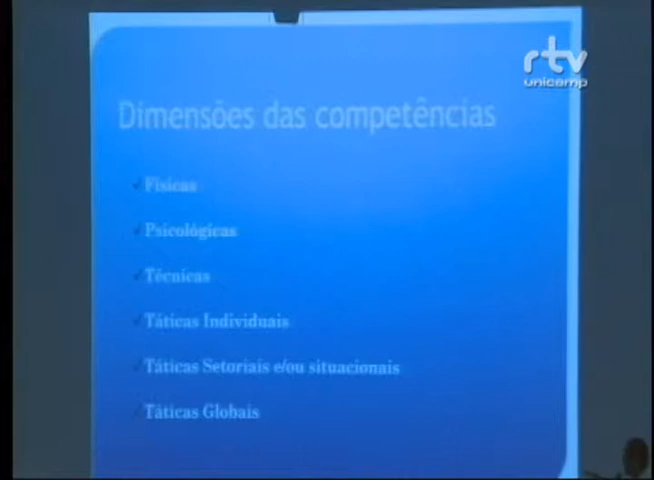 rtv
unicamp
Dimensões das competências
Físicas
Psicológicas
Técnicas
Táticas Individuais
Táticas Setoriais e/ou situacionais
Táticas Globais